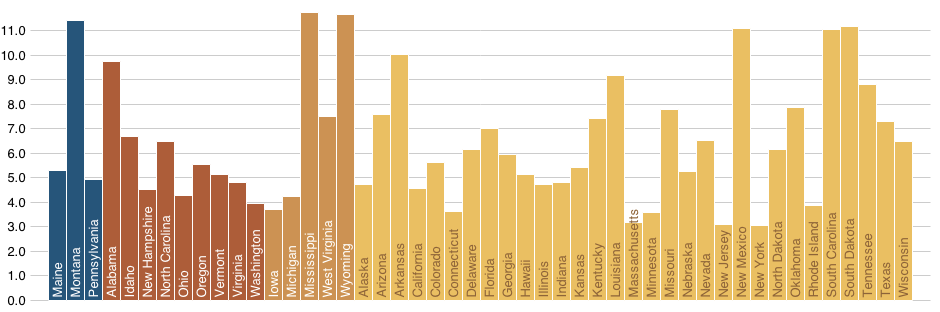 11.0
10.0
9.0
8.0
7.0
6.0
5.0
4.0
3.0
2.0
1.0
0.0
Maine
Montana
Pennsylvania
Alabama
Idaho
New Hampshire
North Carolina
Ohio
Oregon
Vermont
Virginia
Washington
Iowa
Michigan
Mississippi
West Virginia
Wyoming
Alaska
Arizona
Arkansas
California
Colorado
Connecticut
Delaware
Florida
Georgia
Hawaii
Illinois
Indiana
Kansas
Kentucky
Louisiana
Massachusetts
Minnesota
Missouri
Nebraska
Nevada
New Jersey
New Mexico
New York
North Dakota
Oklahoma
Rhode Island
South Carolina
South Dakota
Tennessee
Texas
Wisconsin